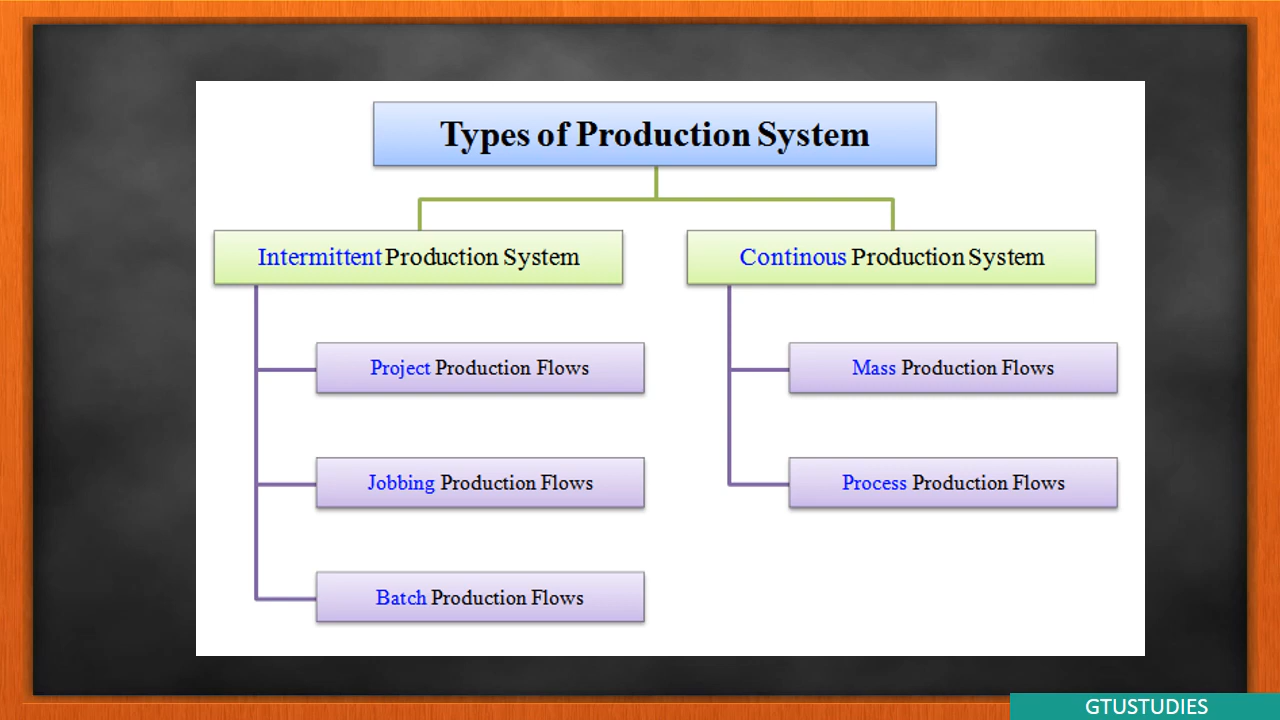 Types of Production System
Intermittent Production System
Continous Production System
Project Production Flows
Mass Production Flows
Jobbing Production Flows
Process Production Flows
Batch Production Flows
GTUSTUDIES